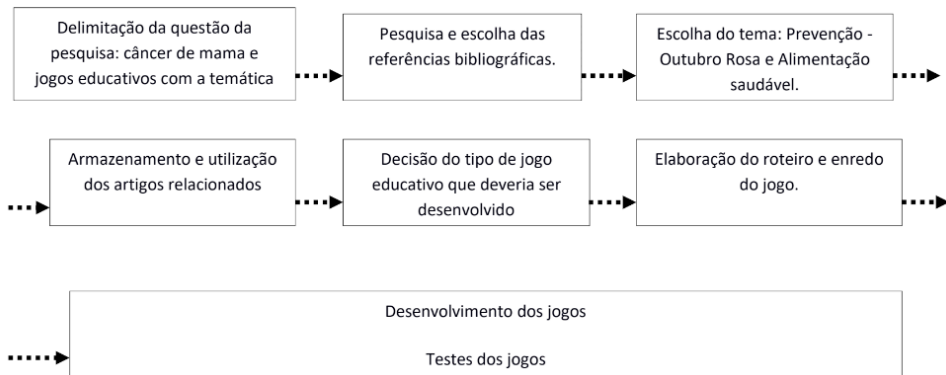 Delimitação da questão da
pesquisa: câncer de mama e
jogos educativos com a temática
Pesquisa e escolha das
referências bibliográficas.
Escolha do tema: Prevenção -
Outubro Rosa e Alimentação
saudável.
Armazenamento e utilização
dos artigos relacionados
Decisão do tipo de jogo
educativo que deveria ser
desenvolvido
Elaboração do roteiro e enredo
do jogo.
Desenvolvimento dos jogos
Testes dos jogos